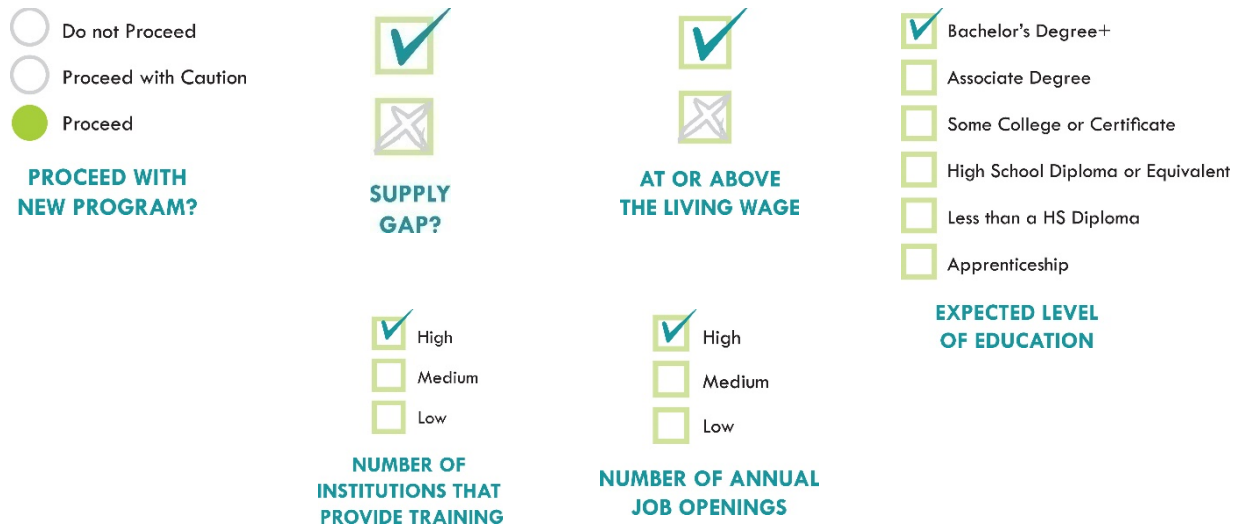 Do not Proceed
Proceed with Caution
Proceed
PROCEED WITH
NEW PROGRAM?
SUPPLY
GAP?
AT OR ABOVE
THE LIVING WAGE
Bachelor's Degree+
Associate Degree
Some College or Certificate
High School Diploma or Equivalent
Less than a HS Diploma
Apprenticeship
EXPECTED LEVEL
OF EDUCATION
High
Medium
Low
NUMBER OF
INSTITUTIONS THAT
PROVIDE TRAINING
High
Medium
Low
NUMBER OF ANNUAL
JOB OPENINGS